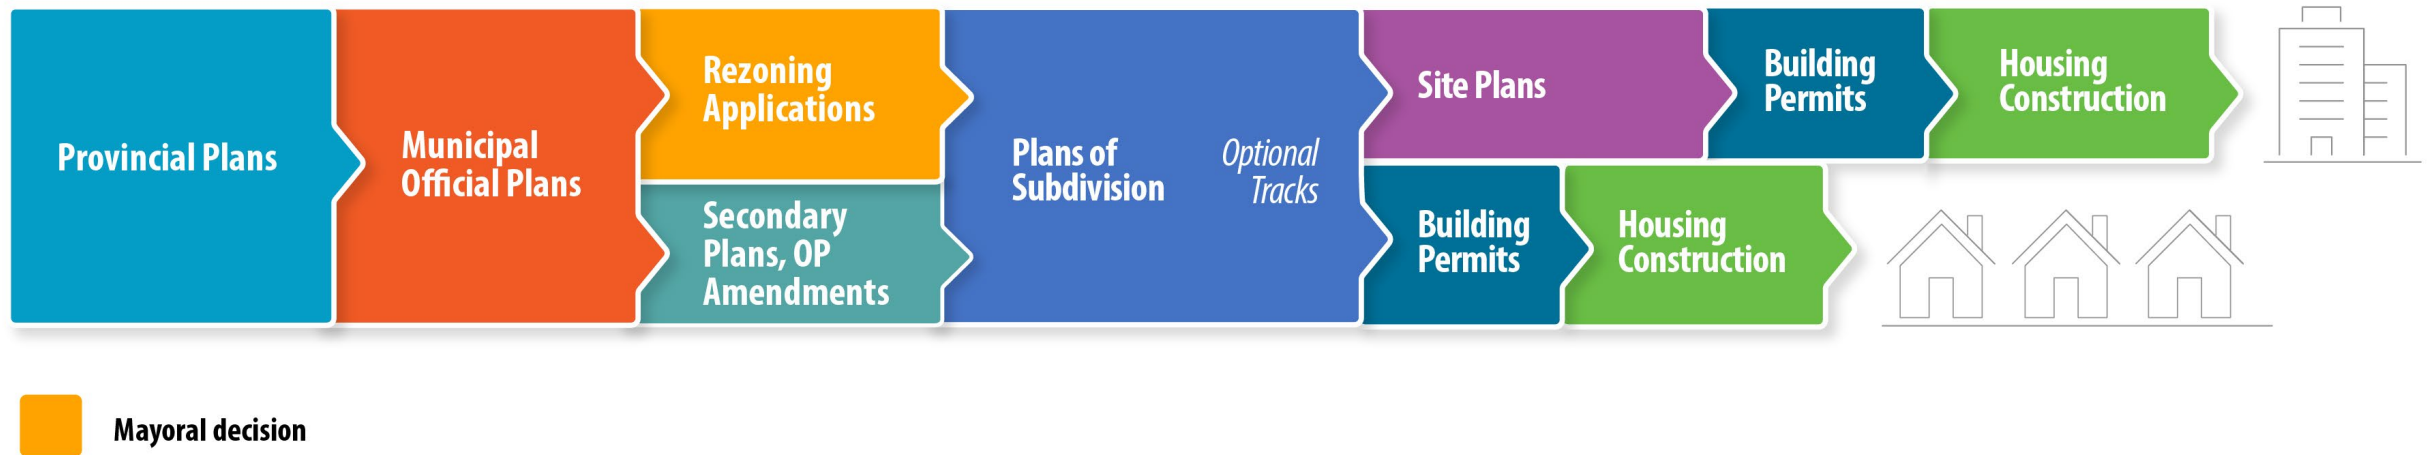 Provincial Plans
Municipal
Official Plans
Rezoning
Applications
Secondary
Plans, OP
Amendments
Plans of
Subdivision
Optional
Tracks
Site Plans
Building
Permits
Housing
Construction
Building
Permits
Housing
Construction
Mayoral decision